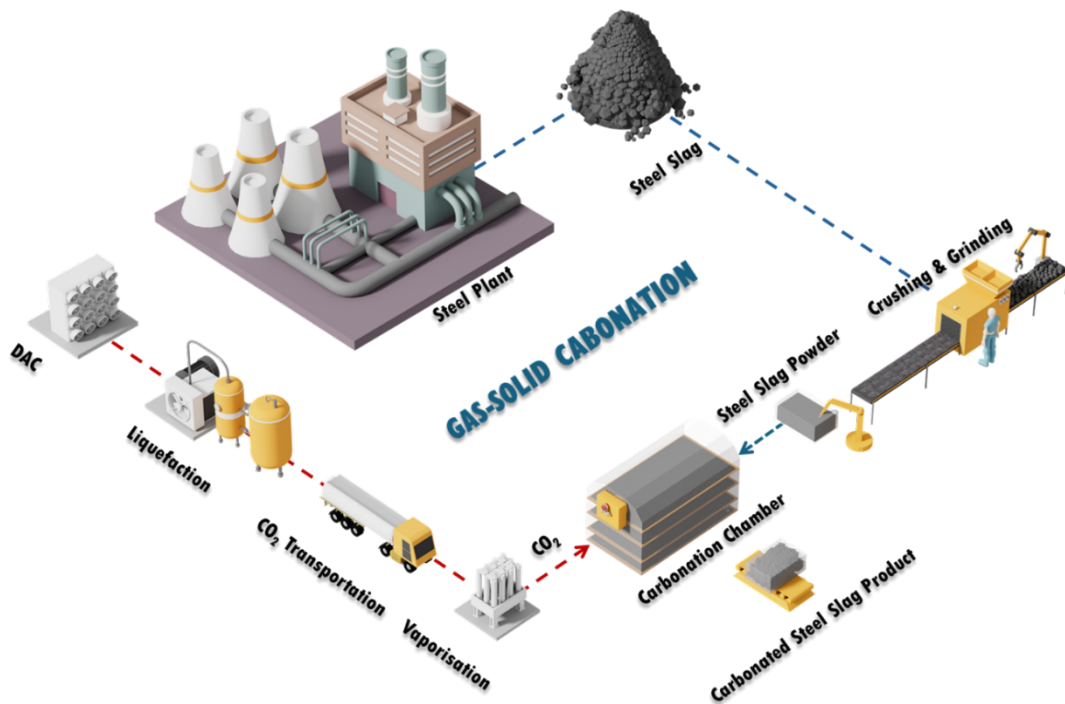 Steel Slag
Steel Plant
Crushing & Grinding
GAS-SOLID CABONATION
DAC
Steel Slag Powder
Liquefaction
CO₂ Transportation
CO₂
Vaporisation
Carbonation Chamber
Carbonated Steel Slag Product